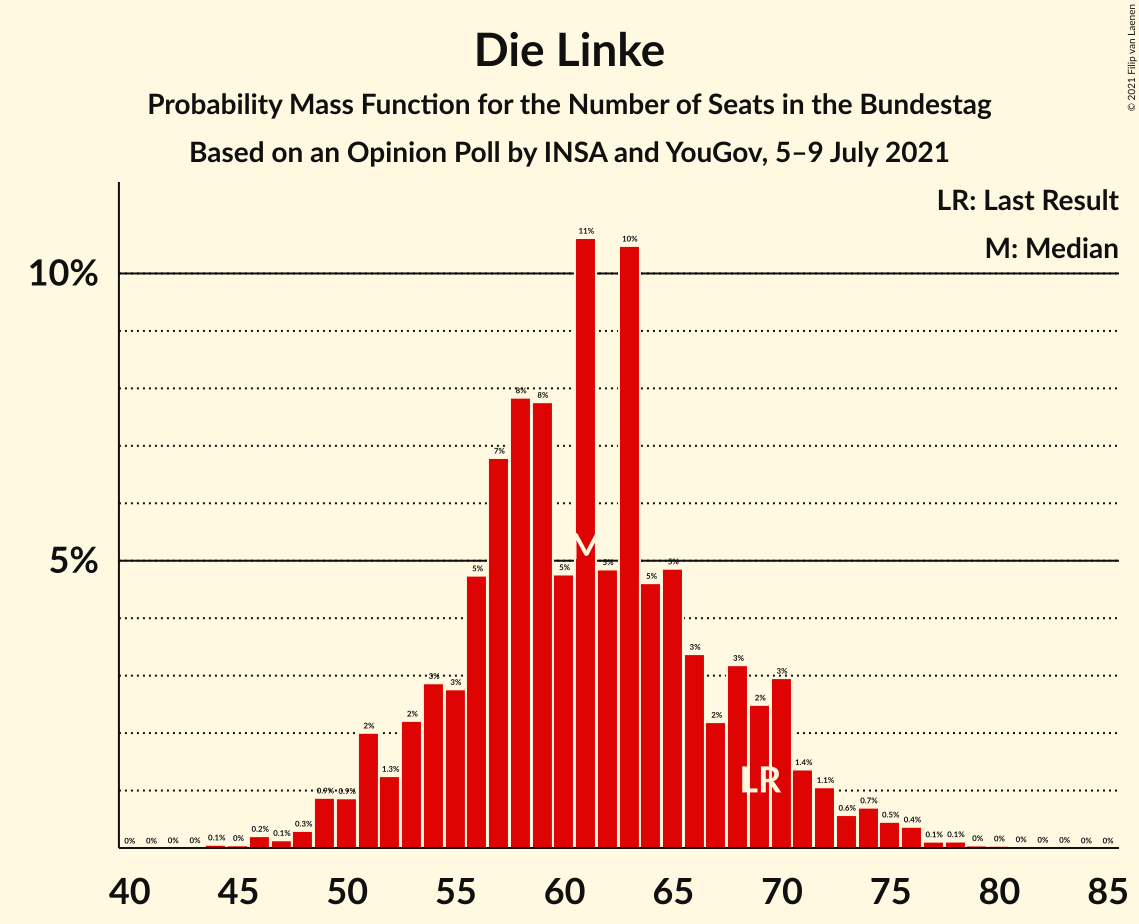 Die Linke
Probability Mass Function for the Number of Seats in the Bundestag
Based on an Opinion Poll by INSA and YouGov, 5–9 July 2021
© 2021 Filip van Laenen
LR: Last Result
M: Median
10%
5%
0% 0% 0% 0% 0.1% 0% 0.2% 0.1% 0.3% 0.9% 0.9% 2% 1.3% 2% 3% 3% 5% 7% 8% 8% 5% 11% 5% 10% 5% 5% 3% 2% 3% 2% 3% 1.4% 1.1% 0.6% 0.7% 0.5% 0.4% 0.1% 0.1% 0% 0% 0% 0% 0% 0% 0%
M
LR
40 45 50 55 60 65 70 75 80 85